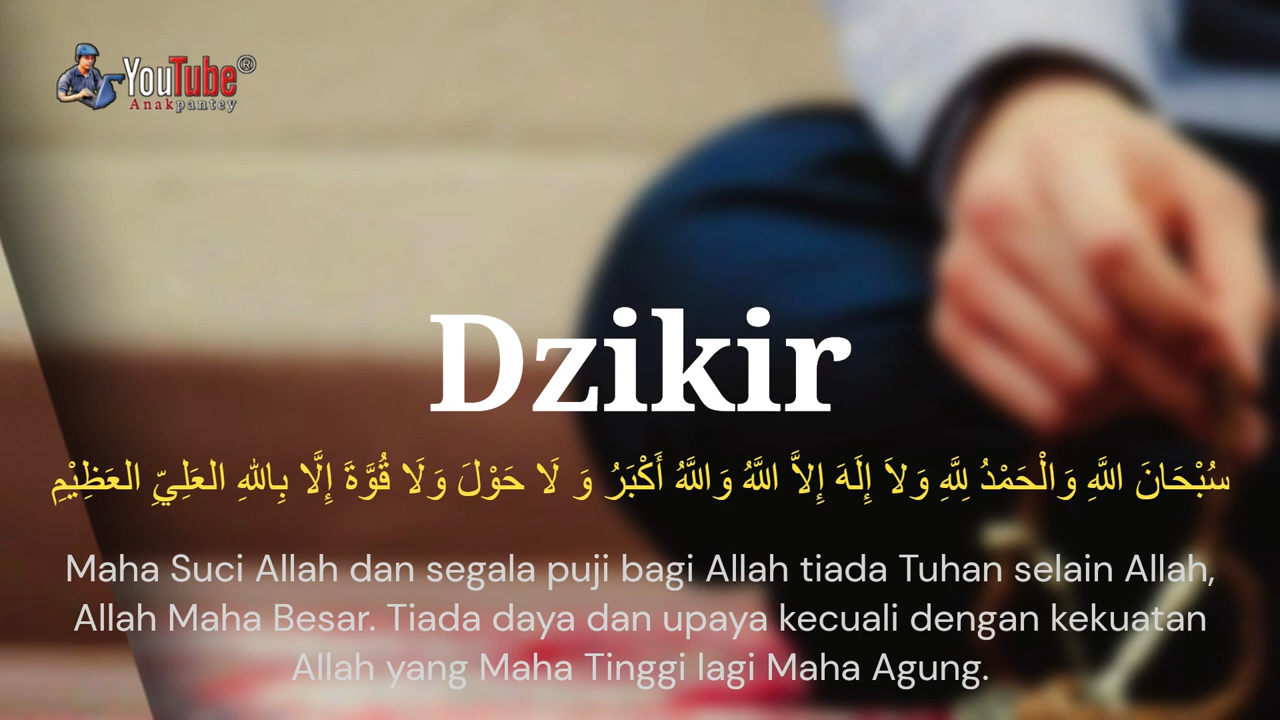 YouTube®
Anakpantey
Dzikir
سُبْحَانَ اللَّهِ وَالْحَمْدُ لِلَّهِ وَلاَ إِلَهَ إِلاَّ اللَّهُ وَاللَّهُ أَكْبَرُ وَ لَا حَوْلَ وَلَا قُوَّةَ إِلَّا بِاللهِ العَلِيِّ العَظِيْمِ
Maha Suci Allah dan segala puji bagi Allah tiada Tuhan selain Allah,
Allah Maha Besar. Tiada daya dan upaya kecuali dengan kekuatan
Allah yang Maha Tinggi lagi Maha Agung.